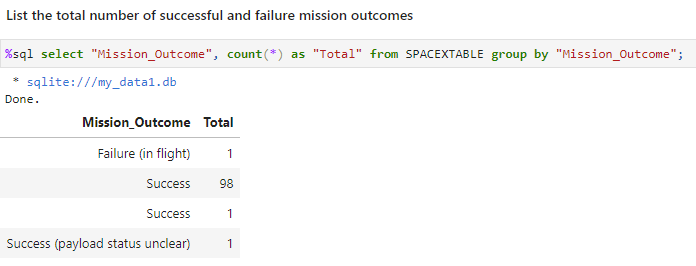 List the total number of successful and failure mission outcomes
%sql select "Mission_Outcome", count(*) as "Total" from SPACEXTABLE group by "Mission_Outcome";
* sqlite:///my_data1.db
Done.
Mission_Outcome Total
Failure (in flight) 1
Success 98
Success 1
Success (payload status unclear) 1